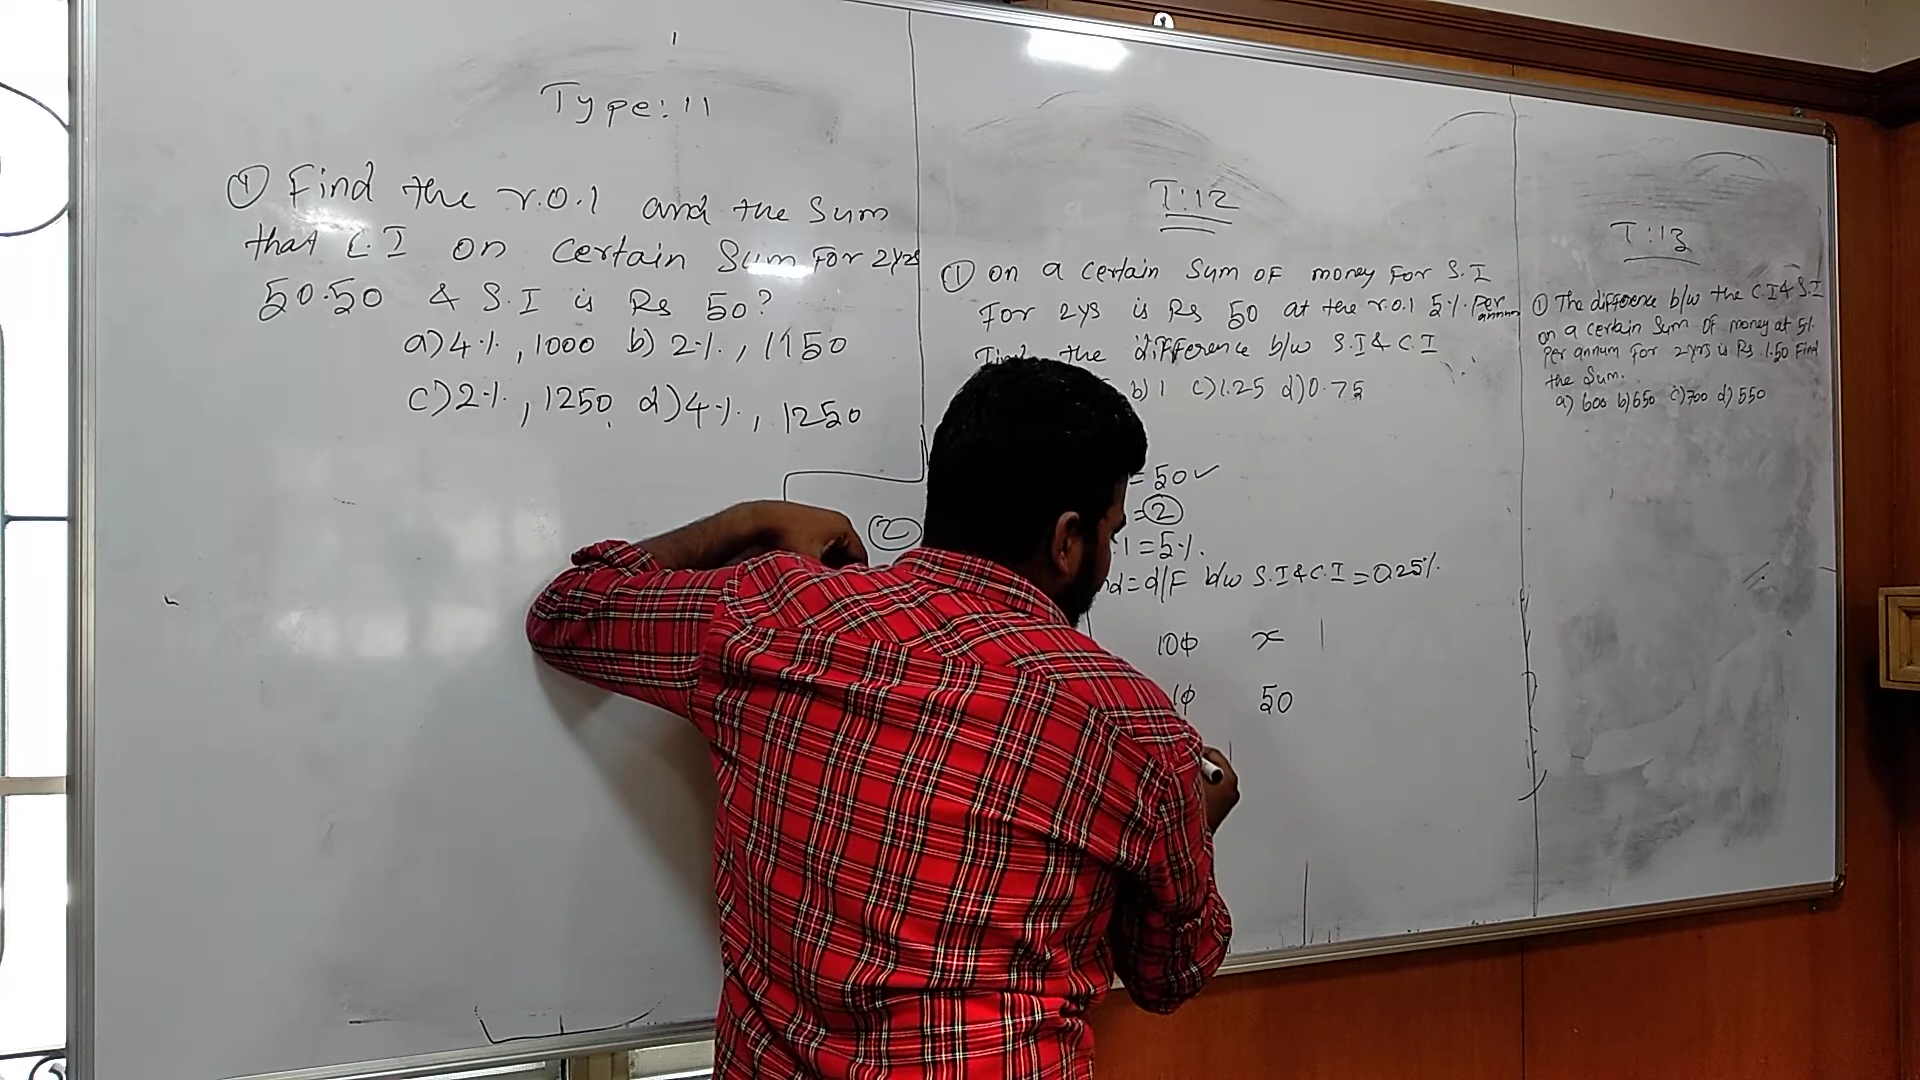 Type: 11
① Find the r.o.i and the Sum
that C.I on certain Sum For 2yrs
50.50 & S.I is Rs 50?
a) 4%, 1000 b) 2%, 1150
c) 2%, 1250 d) 4%, 1250
②
T:12
① on a certain Sum OF money For S.I
For 2ys is Rs 50 at the r.o.i 5% per annum
Find the difference b/w S.I & C.I
b) 1 c) 1.25 d) 0.75
= 50 ✓
= ②
= 5%.
= d/F b/w S.I & C.I = 0.25%.
100 x
10 50
T:13
① The difference b/w the C.I & S.I
on a certain Sum OF money at 5%
per annum For 2yrs is Rs 1.50 Find
the Sum.
a) 600 b) 650 c) 700 d) 550